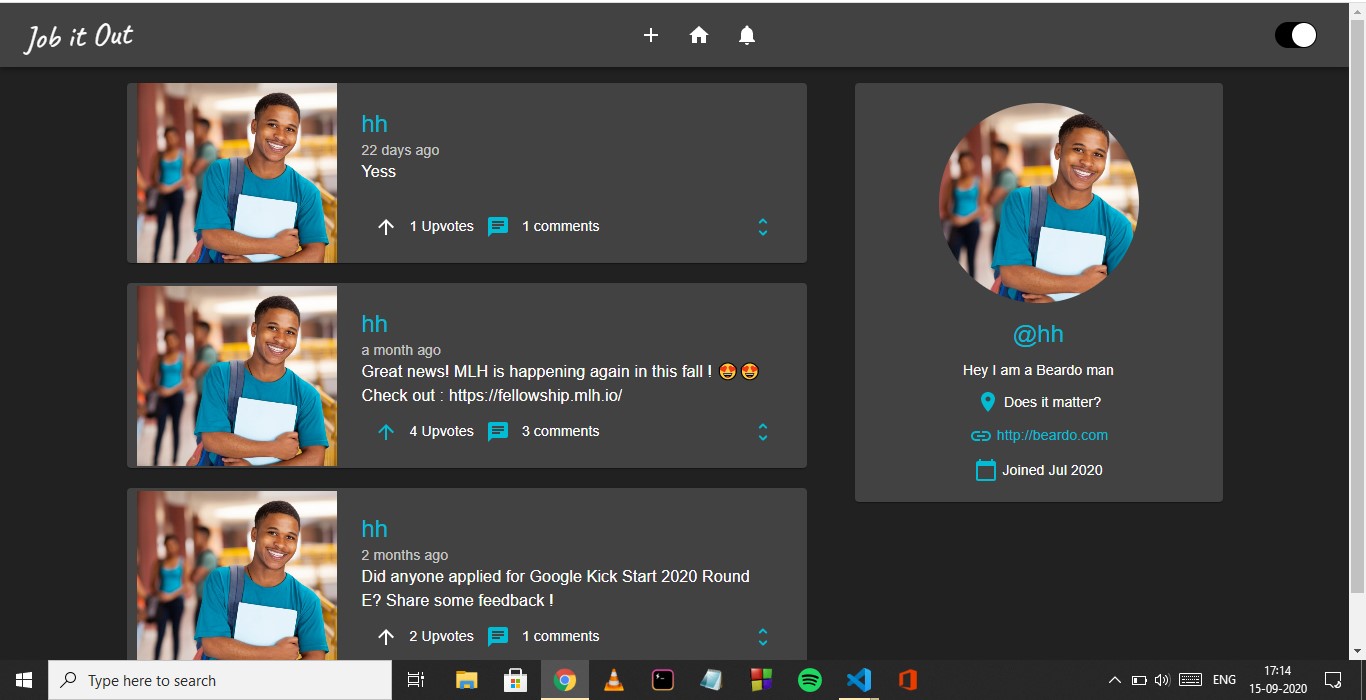 Job it Out
hh
22 days ago
Yess
1 Upvotes 1 comments
hh
a month ago
Great news! MLH is happening again in this fall ! 😍😍
Check out : https://fellowship.mlh.io/
4 Upvotes 3 comments
hh
2 months ago
Did anyone applied for Google Kick Start 2020 Round
E? Share some feedback !
2 Upvotes 1 comments
@hh
Hey I am a Beardo man
Does it matter?
http://beardo.com
Joined Jul 2020
Type here to search
ENG
17:14
15-09-2020